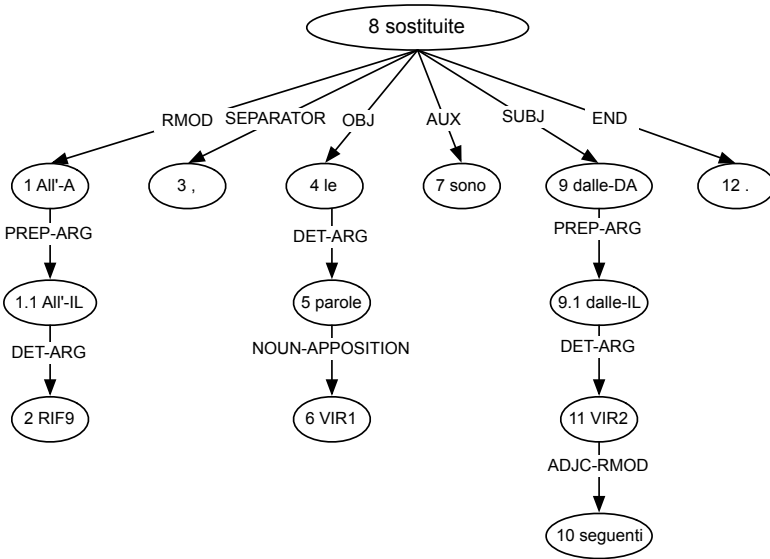 8 sostituite
RMOD SEPARATOR OBJ AUX SUBJ END
1 All'-A 3 , 4 le 7 sono 9 dalle-DA 12 .
PREP-ARG DET-ARG PREP-ARG
1.1 All'-IL 5 parole 9.1 dalle-IL
DET-ARG NOUN-APPOSITION DET-ARG
2 RIF9 6 VIR1 11 VIR2
ADJC-RMOD
10 seguenti